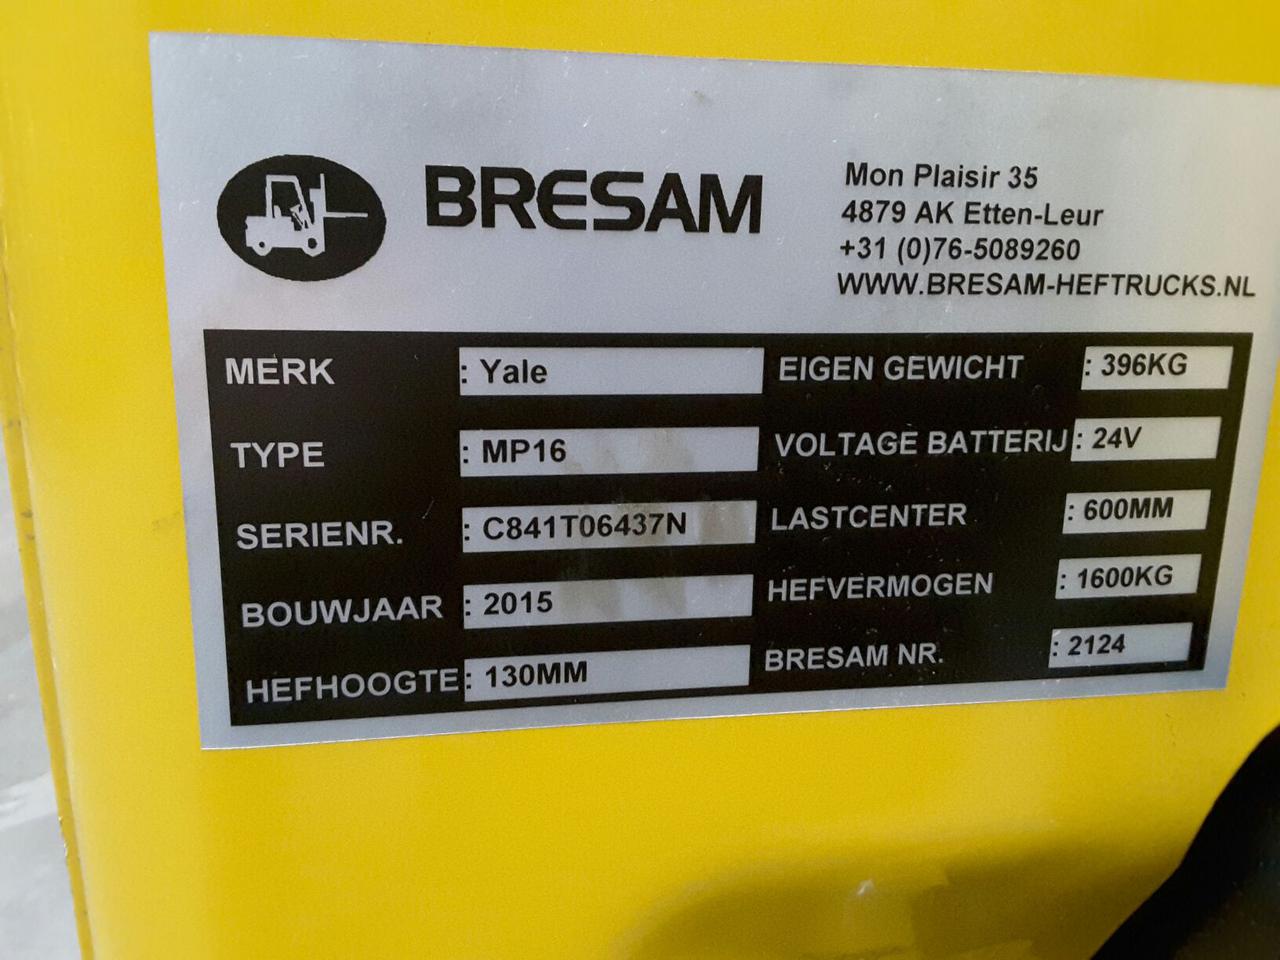 BRESAM
Mon Plaisir 35
4879 AK Etten-Leur
+31 (0)76-5089260
WWW.BRESAM-HEFTRUCKS.NL
MERK : Yale
TYPE : MP16
SERIENR. : C841T06437N
BOUWJAAR : 2015
HEFHOOGTE : 130MM
EIGEN GEWICHT : 396KG
VOLTAGE BATTERIJ : 24V
LASTCENTER : 600MM
HEFVERMOGEN : 1600KG
BRESAM NR. : 2124